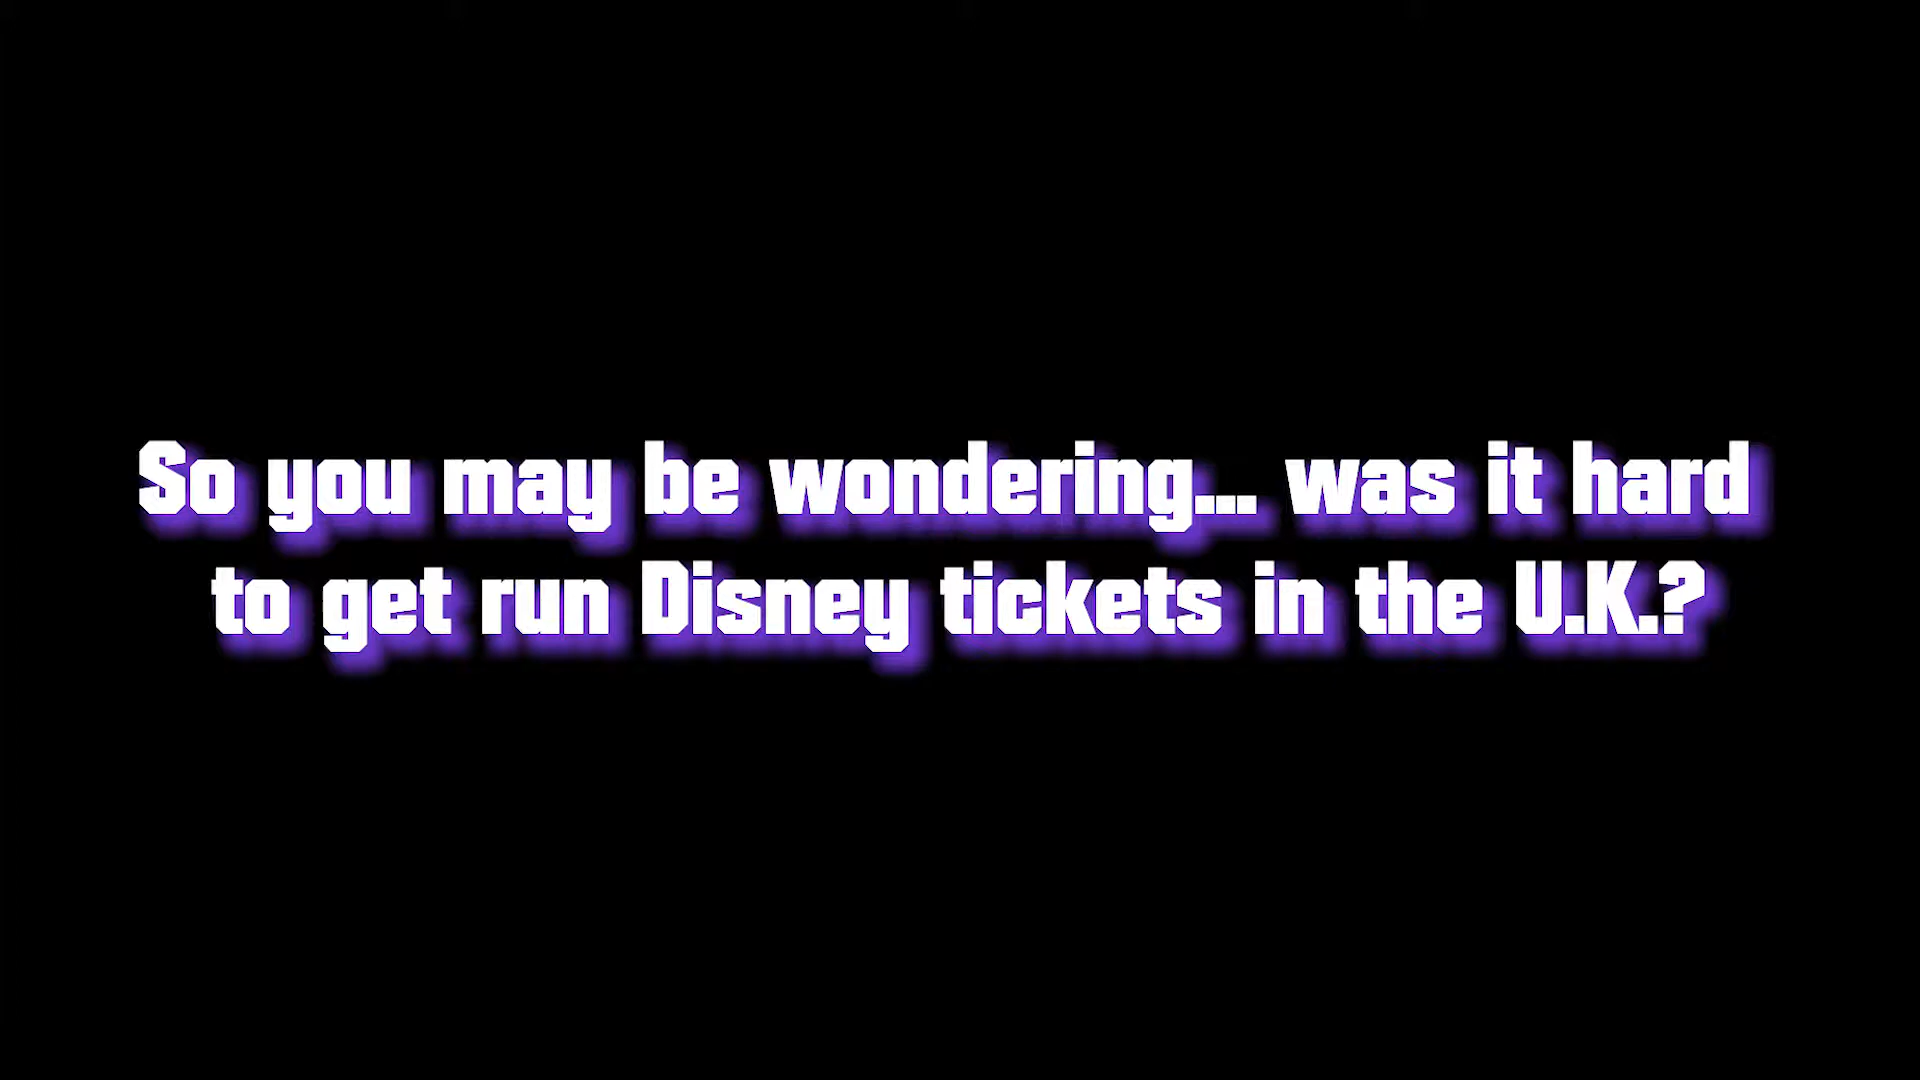 So you may be wondering... was it hard
to get run Disney tickets in the U.K.?